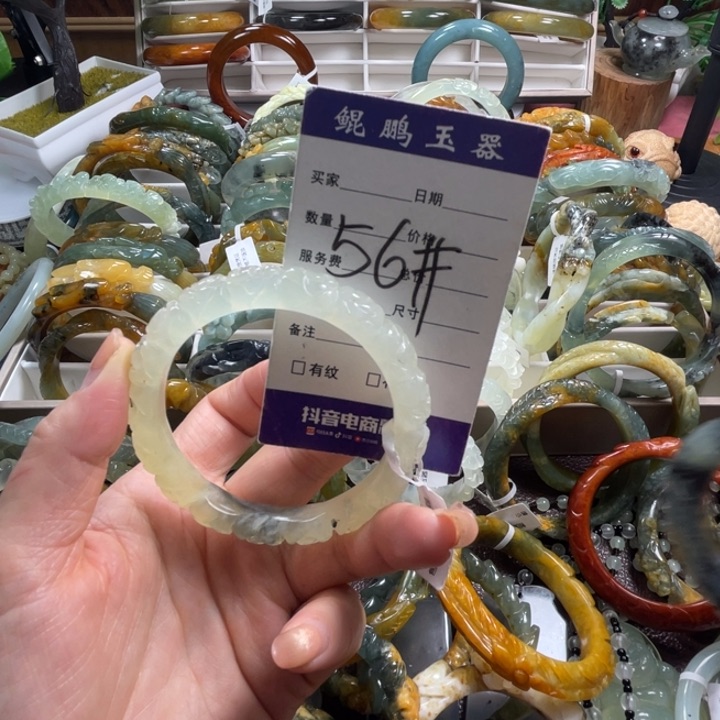 鲲鹏玉器
买家 日期
数量 价格
56#
服务费
尺寸
备注
□有纹 □
抖音电商